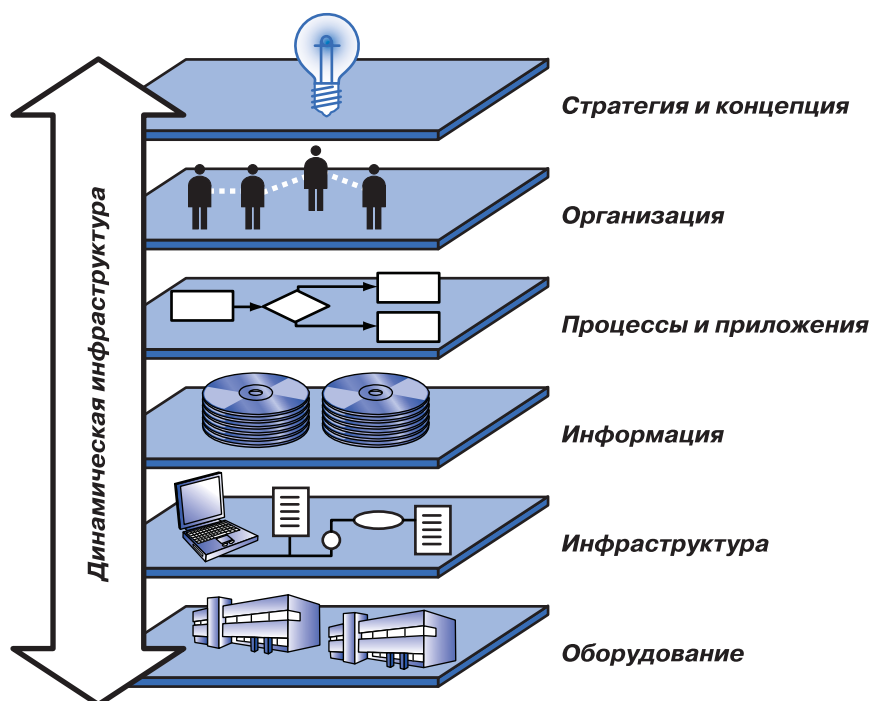 Динамическая инфраструктура
Стратегия и концепция
Организация
Процессы и приложения
Информация
Инфраструктура
Оборудование